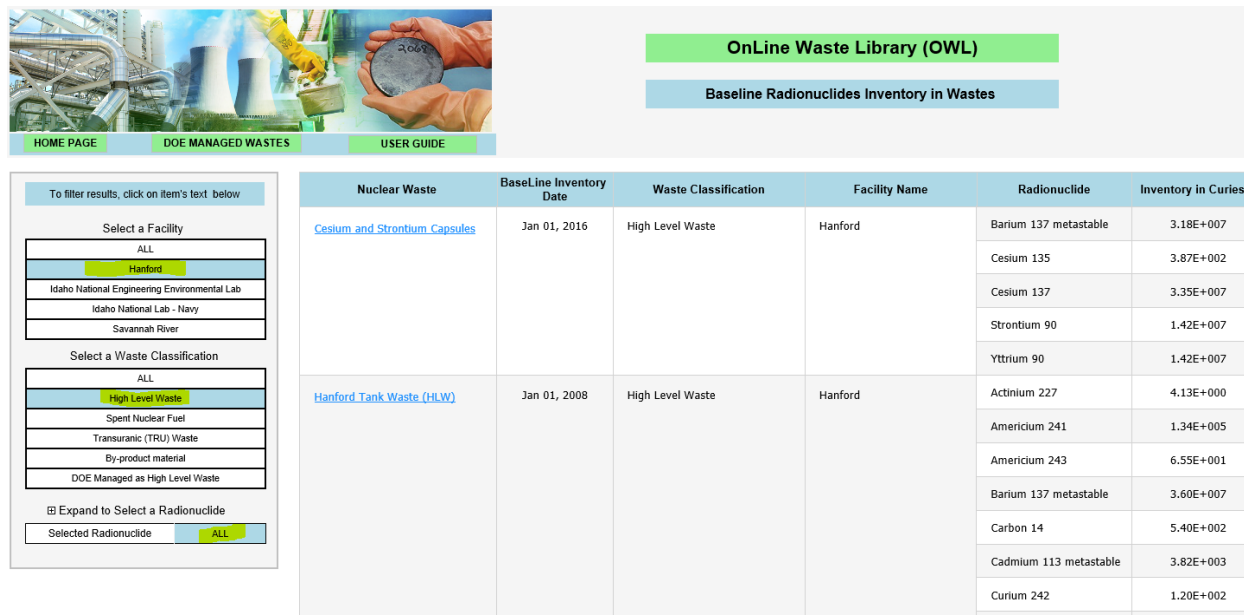 2068
OnLine Waste Library (OWL)
Baseline Radionuclides Inventory in Wastes
HOME PAGE DOE MANAGED WASTES USER GUIDE
To filter results, click on item's text below
Select a Facility
ALL
Hanford
Idaho National Engineering Environmental Lab
Idaho National Lab - Navy
Savannah River
Select a Waste Classification
ALL
High Level Waste
Spent Nuclear Fuel
Transuranic (TRU) Waste
By-product material
DOE Managed as High Level Waste
Expand to Select a Radionuclide
Selected Radionuclide ALL
Nuclear Waste BaseLine Inventory Date Waste Classification Facility Name Radionuclide Inventory in Curies
Cesium and Strontium Capsules Jan 01, 2016 High Level Waste Hanford Barium 137 metastable 3.18E+007
Cesium 135 3.87E+002
Cesium 137 3.35E+007
Strontium 90 1.42E+007
Yttrium 90 1.42E+007
Hanford Tank Waste (HLW) Jan 01, 2008 High Level Waste Hanford Actinium 227 4.13E+000
Americium 241 1.34E+005
Americium 243 6.55E+001
Barium 137 metastable 3.60E+007
Carbon 14 5.40E+002
Cadmium 113 metastable 3.82E+003
Curium 242 1.20E+002